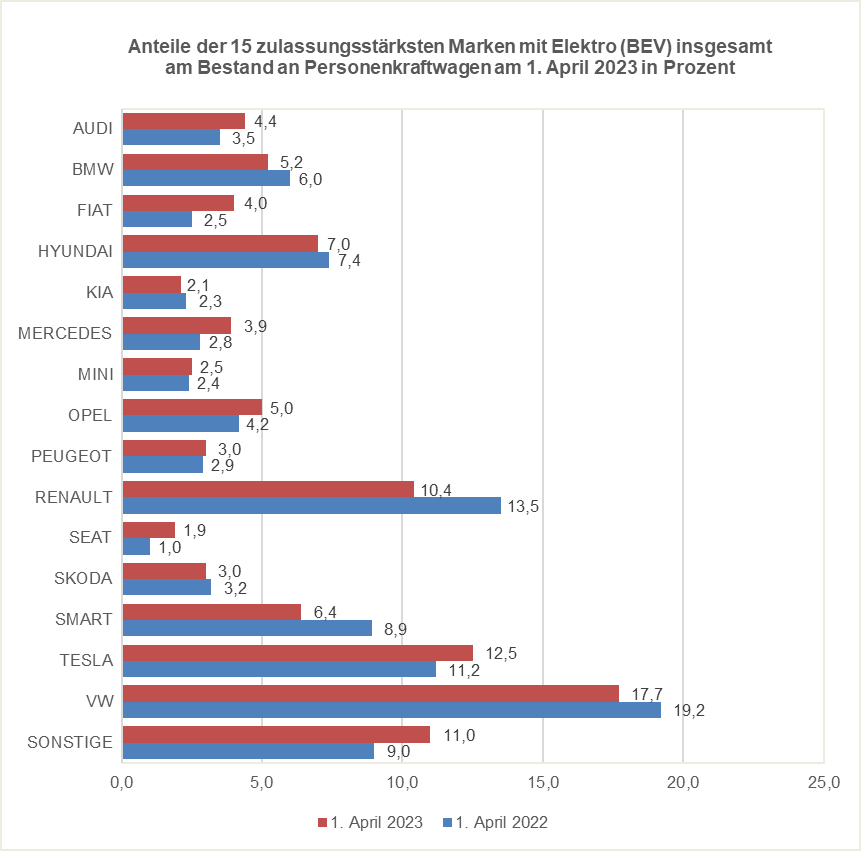 Anteile der 15 zulassungsstärksten Marken mit Elektro (BEV) insgesamt
am Bestand an Personenkraftwagen am 1. April 2023 in Prozent
AUDI
4,4
3,5
BMW
5,2
6,0
FIAT
4,0
2,5
HYUNDAI
7,0
7,4
KIA
2,1
2,3
MERCEDES
3,9
2,8
MINI
2,5
2,4
OPEL
5,0
4,2
PEUGEOT
3,0
2,9
RENAULT
10,4
13,5
SEAT
1,9
1,0
SKODA
3,0
3,2
SMART
6,4
8,9
TESLA
12,5
11,2
VW
17,7
19,2
SONSTIGE
11,0
9,0
0,0 5,0 10,0 15,0 20,0 25,0
1. April 2023 1. April 2022